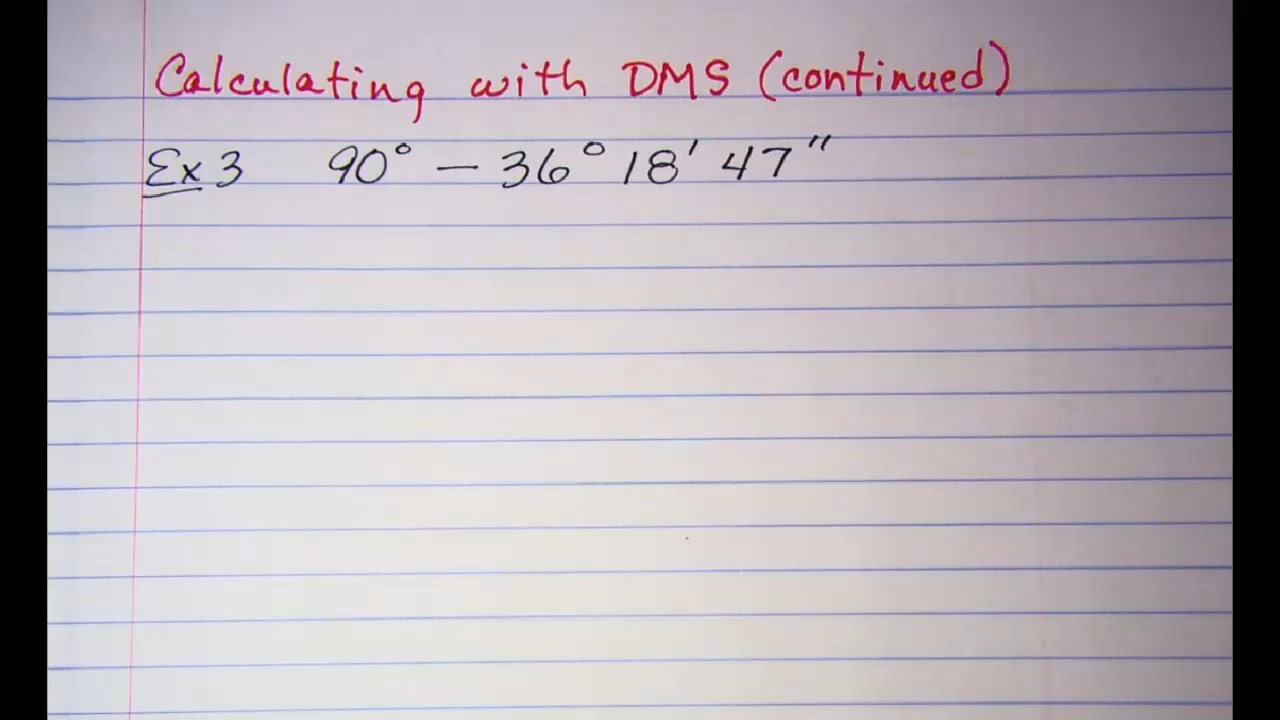 Calculating with DMS (continued)
Ex 3 90° — 36° 18' 47"